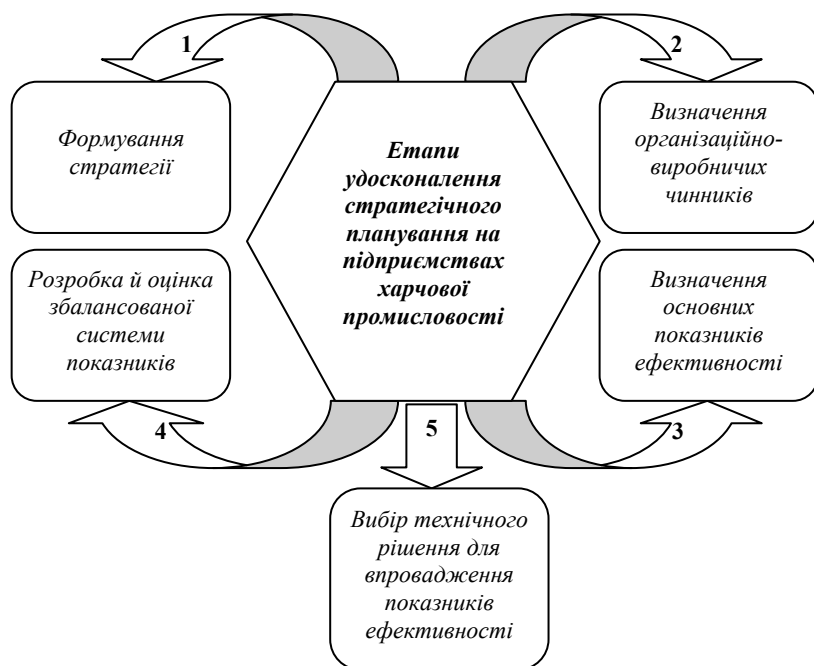 1
2
Формування
стратегії
Визначення
організаційно-
виробничих
чинників
Етапи
удосконалення
стратегічного
планування на
підприємствах
харчової
промисловості
Розробка й оцінка
збалансованої
системи
показників
Визначення
основних
показників
ефективності
4
5
3
Вибір технічного
рішення для
впровадження
показників
ефективності